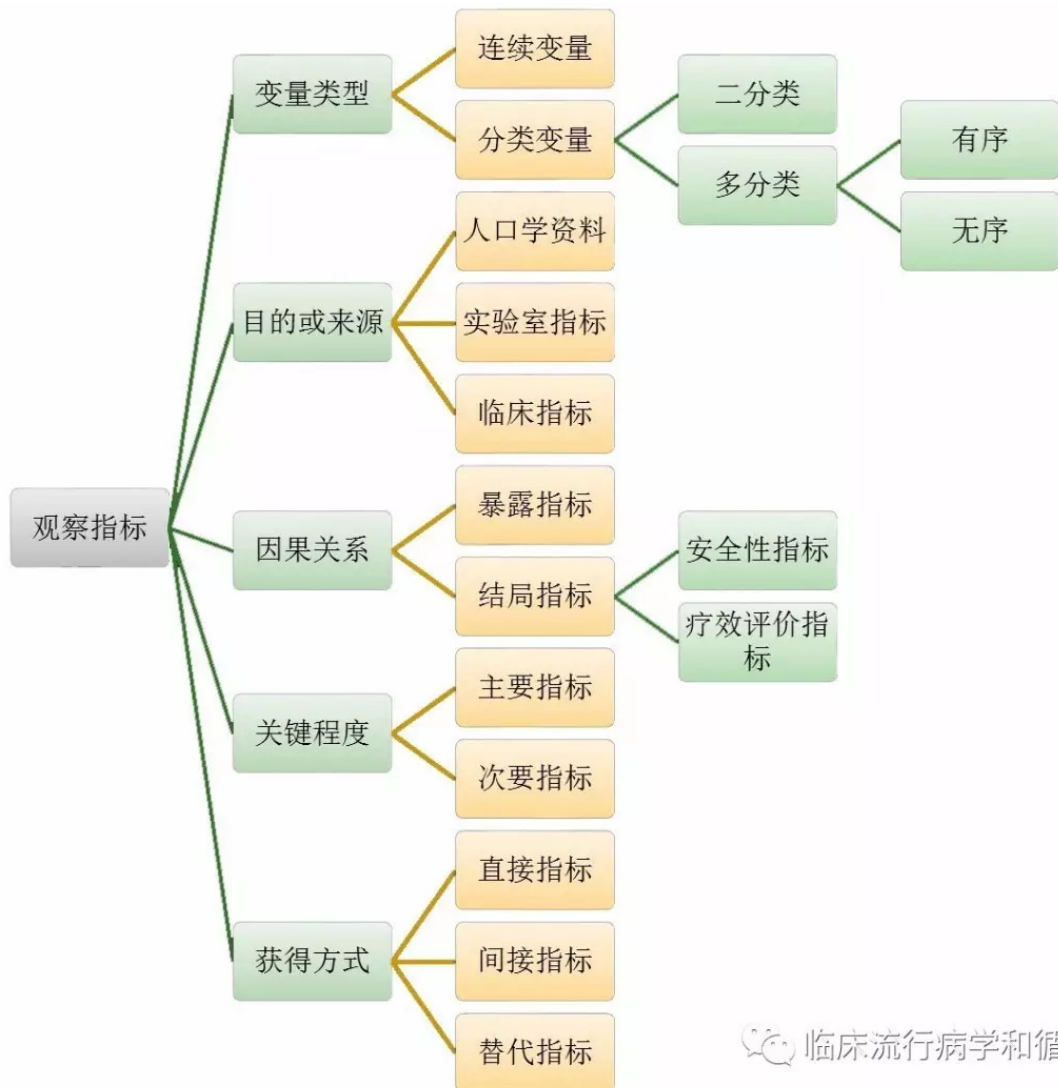 连续变量
变量类型
二分类
分类变量
有序
多分类
无序
人口学资料
目的或来源
实验室指标
临床指标
观察指标
暴露指标
因果关系
安全性指标
结局指标
疗效评价指
标
主要指标
关键程度
次要指标
直接指标
获得方式
间接指标
替代指标
临床流行病学和循